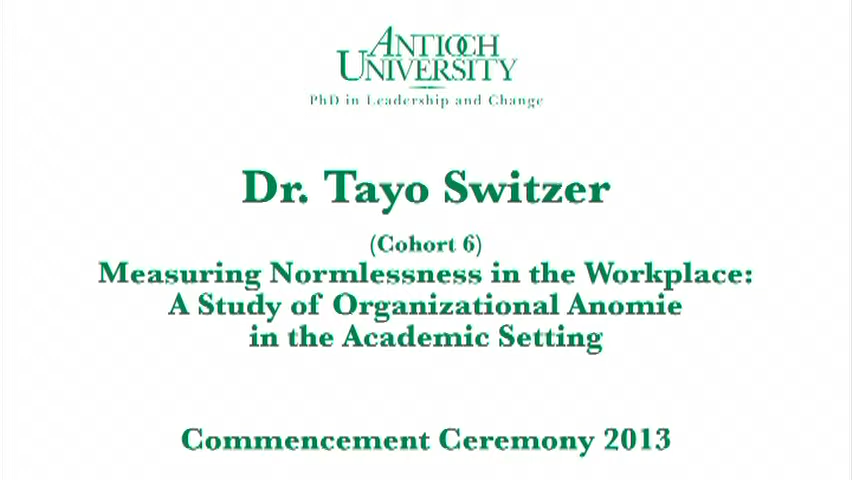 ANTIOCH
UNIVERSITY
PhD in Leadership and Change
Dr. Tayo Switzer
(Cohort 6)
Measuring Normlessness in the Workplace:
A Study of Organizational Anomie
in the Academic Setting
Commencement Ceremony 2013